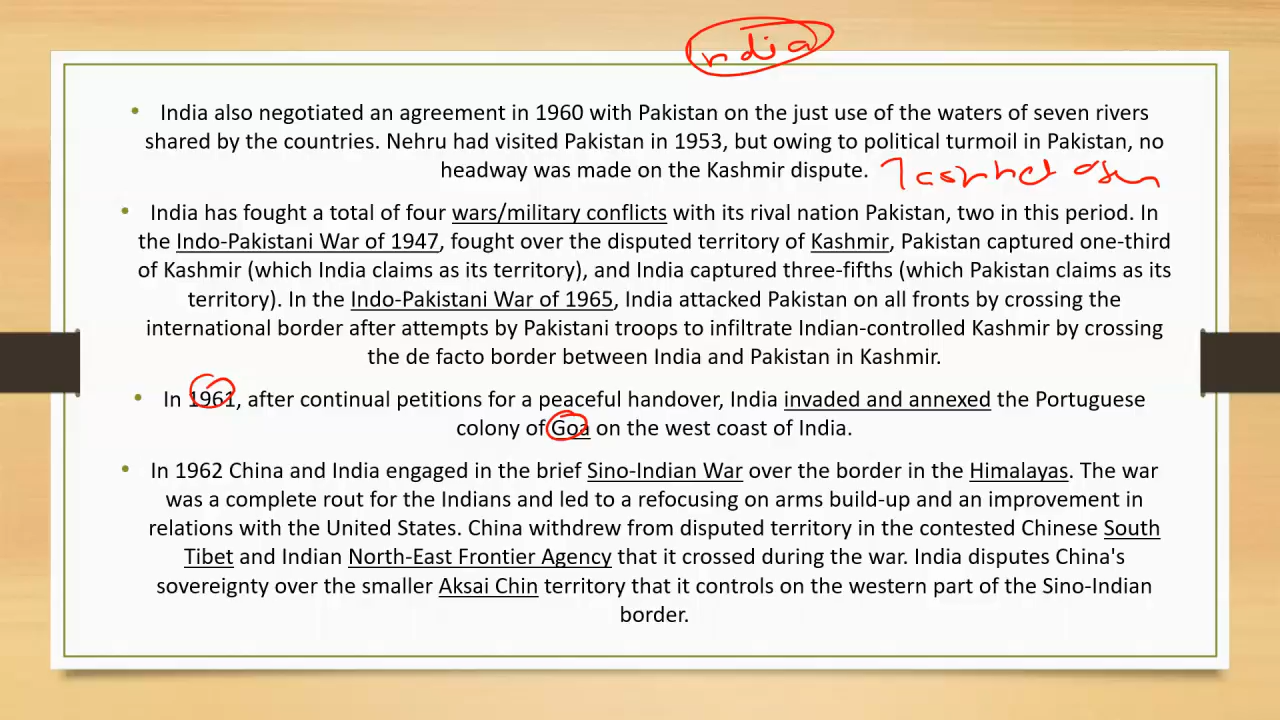 India
• India also negotiated an agreement in 1960 with Pakistan on the just use of the waters of seven rivers
shared by the countries. Nehru had visited Pakistan in 1953, but owing to political turmoil in Pakistan, no
headway was made on the Kashmir dispute.
• India has fought a total of four wars/military conflicts with its rival nation Pakistan, two in this period. In
the Indo-Pakistani War of 1947, fought over the disputed territory of Kashmir, Pakistan captured one-third
of Kashmir (which India claims as its territory), and India captured three-fifths (which Pakistan claims as its
territory). In the Indo-Pakistani War of 1965, India attacked Pakistan on all fronts by crossing the
international border after attempts by Pakistani troops to infiltrate Indian-controlled Kashmir by crossing
the de facto border between India and Pakistan in Kashmir.
• In 1961, after continual petitions for a peaceful handover, India invaded and annexed the Portuguese
colony of Goa on the west coast of India.
• In 1962 China and India engaged in the brief Sino-Indian War over the border in the Himalayas. The war
was a complete rout for the Indians and led to a refocusing on arms build-up and an improvement in
relations with the United States. China withdrew from disputed territory in the contested Chinese South
Tibet and Indian North-East Frontier Agency that it crossed during the war. India disputes China's
sovereignty over the smaller Aksai Chin territory that it controls on the western part of the Sino-Indian
border.